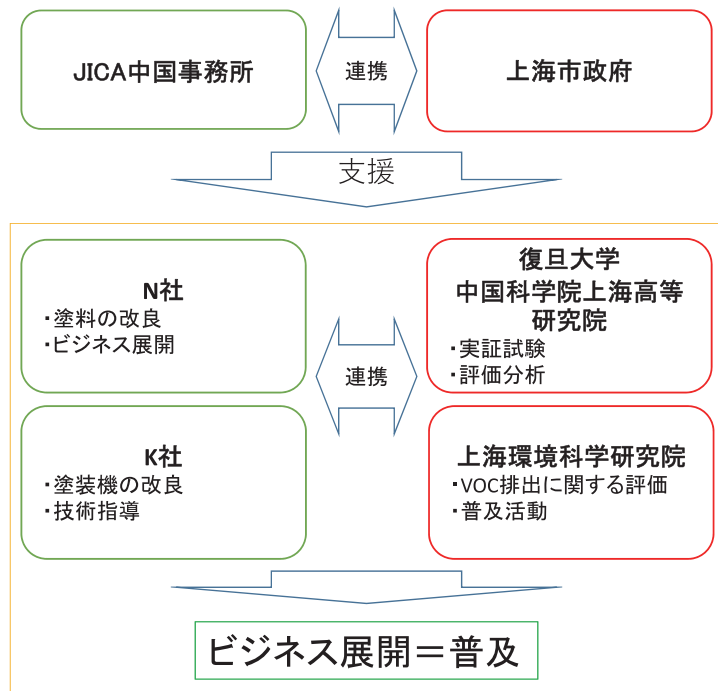 JICA中国事務所
連携
上海市政府
支援
N社
・塗料の改良
・ビジネス展開
復旦大学
中国科学院上海高等
研究院
・実証試験
・評価分析
連携
K社
・塗装機の改良
・技術指導
上海環境科学研究院
・VOC排出に関する評価
・普及活動
ビジネス展開＝普及